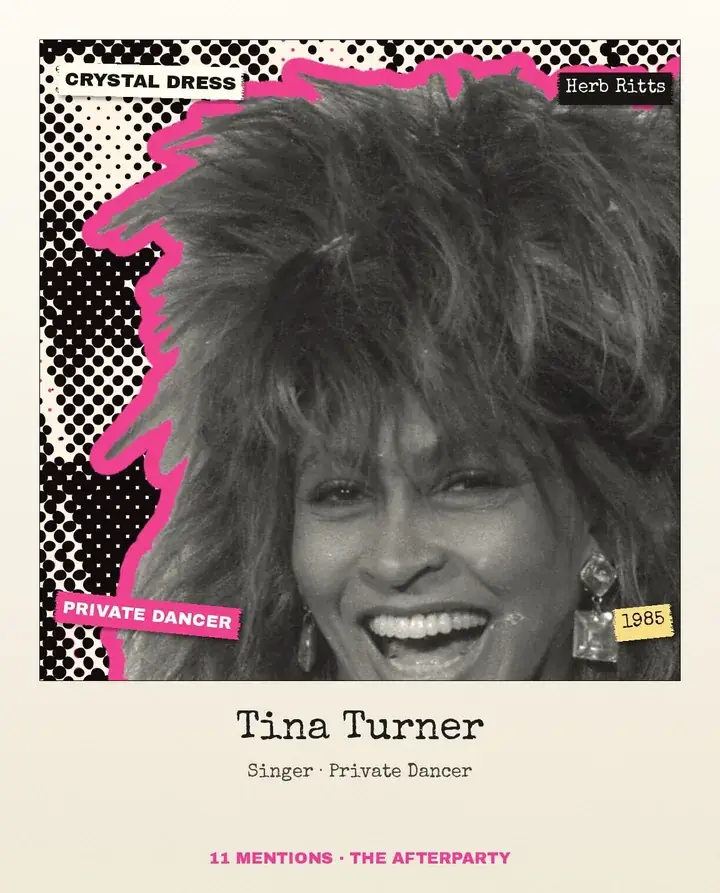 CRYSTAL DRESS
Herb Ritts
PRIVATE DANCER
1985
Tina Turner
Singer · Private Dancer
11 MENTIONS · THE AFTERPARTY